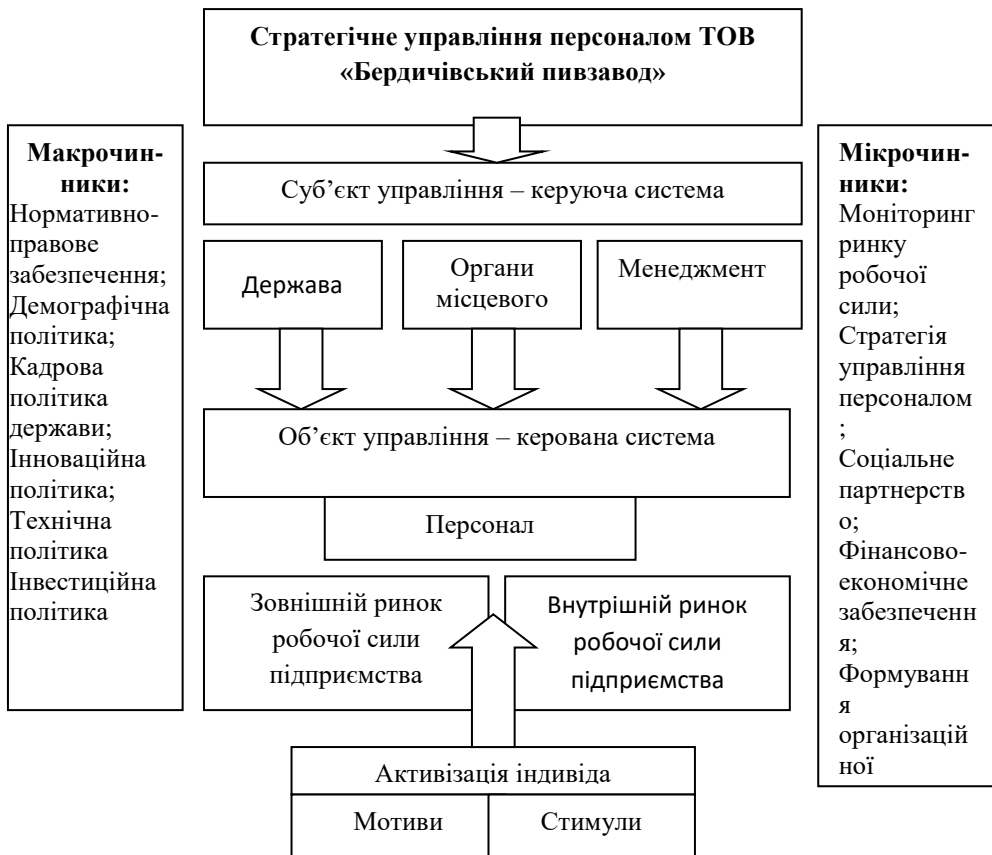 Стратегічне управління персоналом ТОВ
«Бердичівський пивзавод»
Макрочин-
ники:
Нормативно-
правове
забезпечення;
Демографічна
політика;
Кадрова
політика
держави;
Інноваційна
політика;
Технічна
політика
Інвестиційна
політика
Суб’єкт управління – керуюча система
Держава
Органи
місцевого
Менеджмент
Об’єкт управління – керована система
Персонал
Зовнішній ринок
робочої сили
підприємства
Внутрішній ринок
робочої сили
підприємства
Активізація індивіда
Мотиви
Стимули
Мікрочин-
ники:
Моніторинг
ринку
робочої
сили;
Стратегія
управління
персоналом
;
Соціальне
партнерств
о;
Фінансово-
економічне
забезпеченн
я;
Формуванн
я
організацій
ної